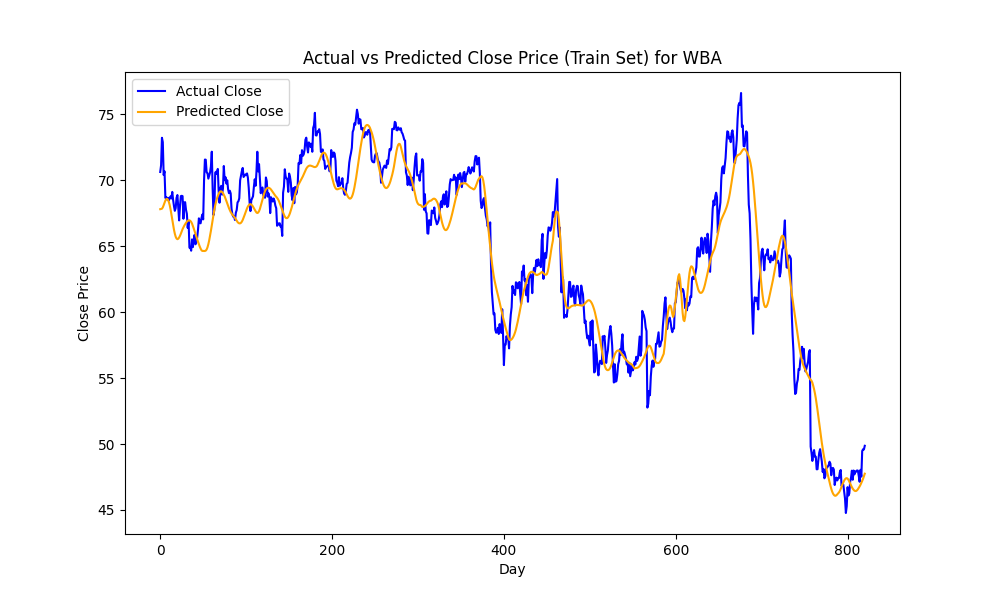 Actual vs Predicted Close Price (Train Set) for WBA
Actual Close
Predicted Close
75
70
65
60
55
50
45
Close Price
0 200 400 600 800
Day